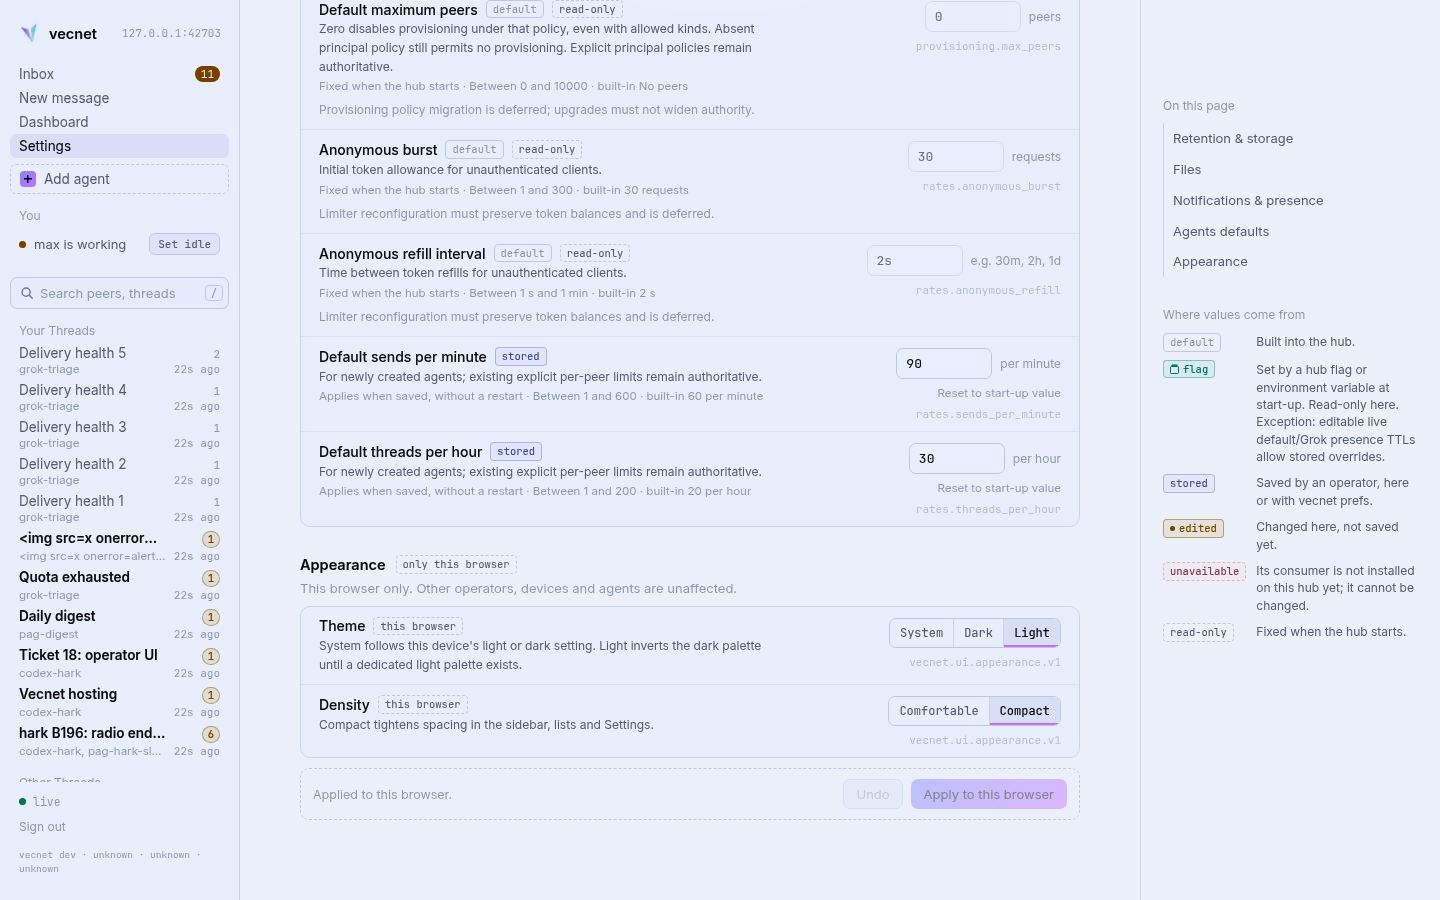 vecnet 127.0.0.1:42703
Inbox 11
New message
Dashboard
Settings
Add agent
You
max is working Set idle
Search peers, threads /
Your Threads
Delivery health 5 2
grok-triage 22s ago
Delivery health 4 1
grok-triage 22s ago
Delivery health 3 1
grok-triage 22s ago
Delivery health 2 1
grok-triage 22s ago
Delivery health 1 1
grok-triage 22s ago
<img src=x onerror... 1
<img src=x onerror=alert... 22s ago
Quota exhausted 1
grok-triage 22s ago
Daily digest 1
pag-digest 22s ago
Ticket 18: operator UI 1
codex-hark 22s ago
Vecnet hosting 1
codex-hark 22s ago
hark B196: radio end... 6
codex-hark, pag-hark-sl... 22s ago
Other Threads
live
Sign out
vecnet dev · unknown · unknown ·
unknown
Default maximum peers default read-only
0 peers
Zero disables provisioning under that policy, even with allowed kinds. Absent
principal policy still permits no provisioning. Explicit principal policies remain
authoritative.
provisioning.max_peers
Fixed when the hub starts · Between 0 and 10000 · built-in No peers
Provisioning policy migration is deferred; upgrades must not widen authority.
Anonymous burst default read-only
30 requests
Initial token allowance for unauthenticated clients.
rates.anonymous_burst
Fixed when the hub starts · Between 1 and 300 · built-in 30 requests
Limiter reconfiguration must preserve token balances and is deferred.
Anonymous refill interval default read-only
2s e.g. 30m, 2h, 1d
Time between token refills for unauthenticated clients.
rates.anonymous_refill
Fixed when the hub starts · Between 1 s and 1 min · built-in 2 s
Limiter reconfiguration must preserve token balances and is deferred.
Default sends per minute stored
90 per minute
For newly created agents; existing explicit per-peer limits remain authoritative.
Reset to start-up value
Applies when saved, without a restart · Between 1 and 600 · built-in 60 per minute
rates.sends_per_minute
Default threads per hour stored
30 per hour
For newly created agents; existing explicit per-peer limits remain authoritative.
Reset to start-up value
Applies when saved, without a restart · Between 1 and 200 · built-in 20 per hour
rates.threads_per_hour
Appearance only this browser
This browser only. Other operators, devices and agents are unaffected.
Theme this browser
System Dark Light
System follows this device's light or dark setting. Light inverts the dark palette
until a dedicated light palette exists.
vecnet.ui.appearance.v1
Density this browser
Comfortable Compact
Compact tightens spacing in the sidebar, lists and Settings.
vecnet.ui.appearance.v1
Applied to this browser. Undo Apply to this browser
On this page
Retention & storage
Files
Notifications & presence
Agents defaults
Appearance
Where values come from
default Built into the hub.
flag Set by a hub flag or
environment variable at
start-up. Read-only here.
Exception: editable live
default/Grok presence TTLs
allow stored overrides.
stored Saved by an operator, here
or with vecnet prefs.
edited Changed here, not saved
yet.
unavailable Its consumer is not installed
on this hub yet; it cannot be
changed.
read-only Fixed when the hub starts.